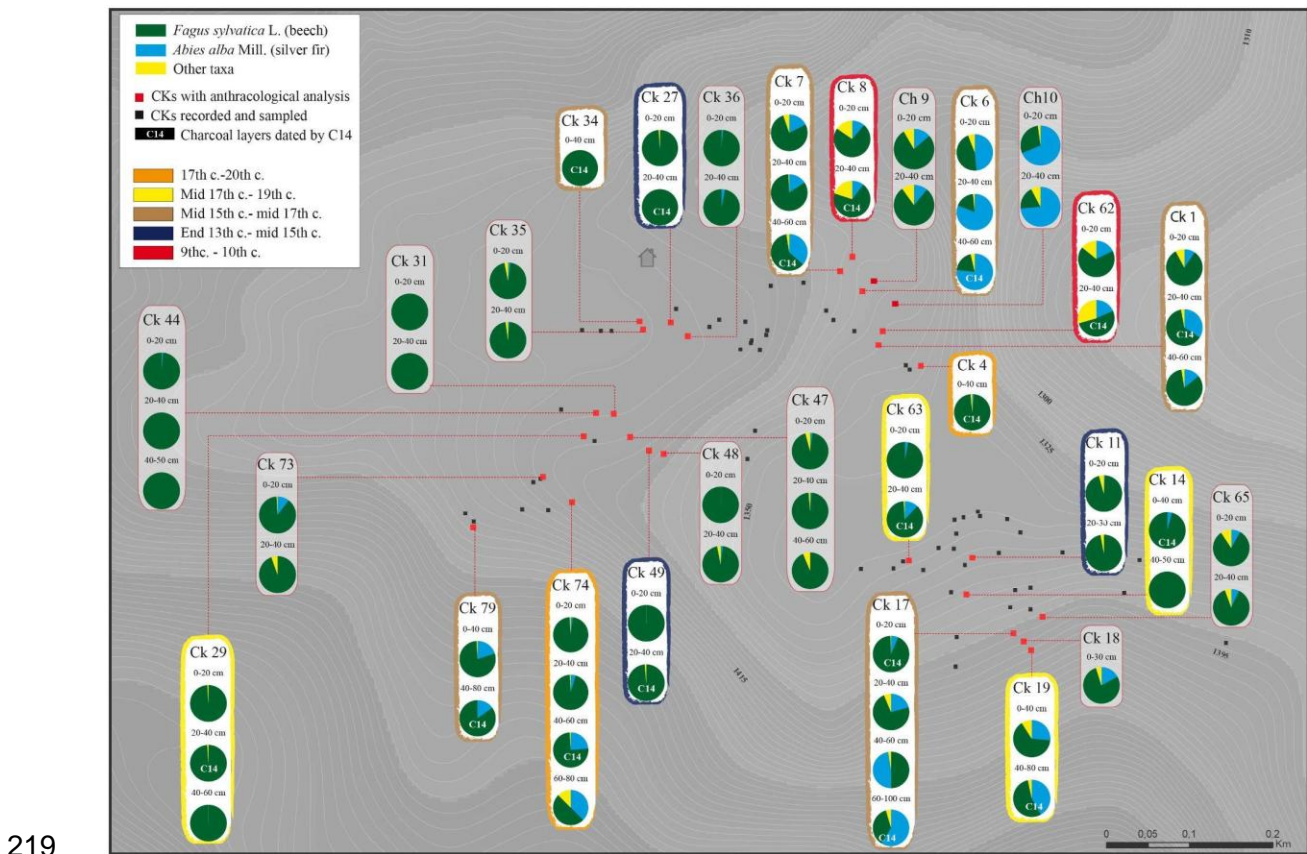 Fagus sylvatica L. (beech)
Abies alba Mill. (silver fir)
Other taxa
CKs with anthracological analysis
CKs recorded and sampled
C14 Charcoal layers dated by C14
17th c.-20th c.
Mid 17th c.- 19th c.
Mid 15th c.- mid 17th c.
End 13th c.- mid 15th c.
9thc. - 10th c.
1310
Ck 34
0-40 cm
C14
Ck 27
0-20 cm
20-40 cm
C14
Ck 36
0-20 cm
20-40 cm
Ck 7
0-20 cm
20-40 cm
40-60 cm
C14
Ck 8
0-20 cm
20-40 cm
C14
Ch 9
0-20 cm
20-40 cm
Ck 6
0-20 cm
20-40 cm
40-60 cm
C14
Ch10
0-20 cm
20-40 cm
Ck 62
0-20 cm
20-40 cm
C14
Ck 1
0-20 cm
20-40 cm
C14
40-60 cm
Ck 35
0-20 cm
20-40 cm
Ck 31
0-20 cm
20-40 cm
Ck 44
0-20 cm
20-40 cm
40-50 cm
Ck 4
0-40 cm
C14
1300
1325
Ck 63
0-20 cm
20-40 cm
C14
Ck 47
0-20 cm
20-40 cm
40-60 cm
Ck 48
0-20 cm
20-40 cm
1350
Ck 11
0-20 cm
Ck 14
0-40 cm
C14
40-50 cm
Ck 65
0-20 cm
20-40 cm
Ck 73
0-20 cm
20-40 cm
Ck 29
0-20 cm
20-40 cm
C14
40-60 cm
Ck 79
0-40 cm
40-80 cm
C14
Ck 74
0-20 cm
20-40 cm
40-60 cm
C14
60-80 cm
Ck 49
0-20 cm
20-40 cm
C14
1415
Ck 17
0-20 cm
C14
20-40 cm
40-60 cm
60-100 cm
C14
Ck 18
0-30 cm
Ck 19
0-40 cm
40-80 cm
C14
1395
0 0,05 0,1 0,2
Km
219